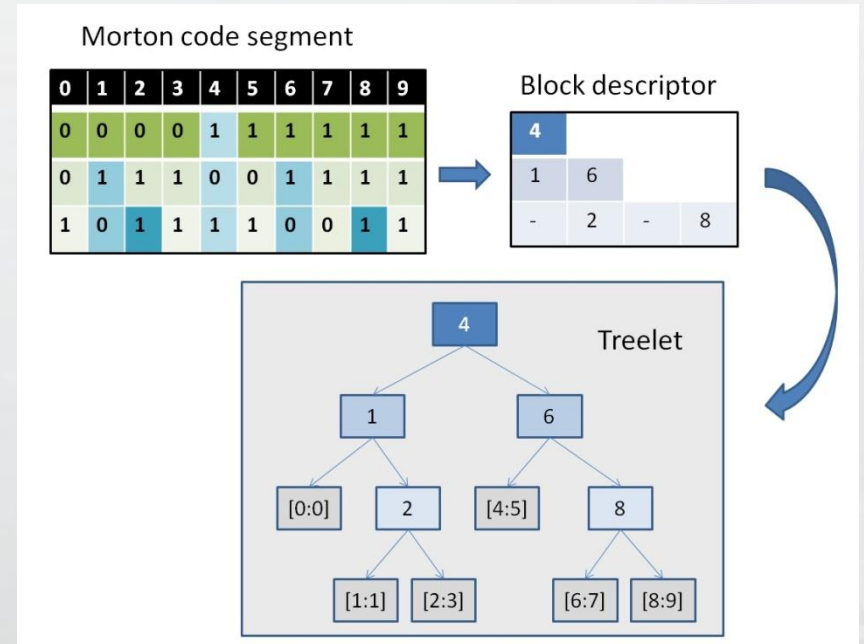 Morton code segment
0 1 2 3 4 5 6 7 8 9
0 0 0 0 1 1 1 1 1 1
0 1 1 1 0 0 1 1 1 1
1 0 1 1 1 1 0 0 1 1
Block descriptor
4
1 6
- 2 - 8
Treelet
4
1 6
[0:0] 2 [4:5] 8
[1:1] [2:3] [6:7] [8:9]